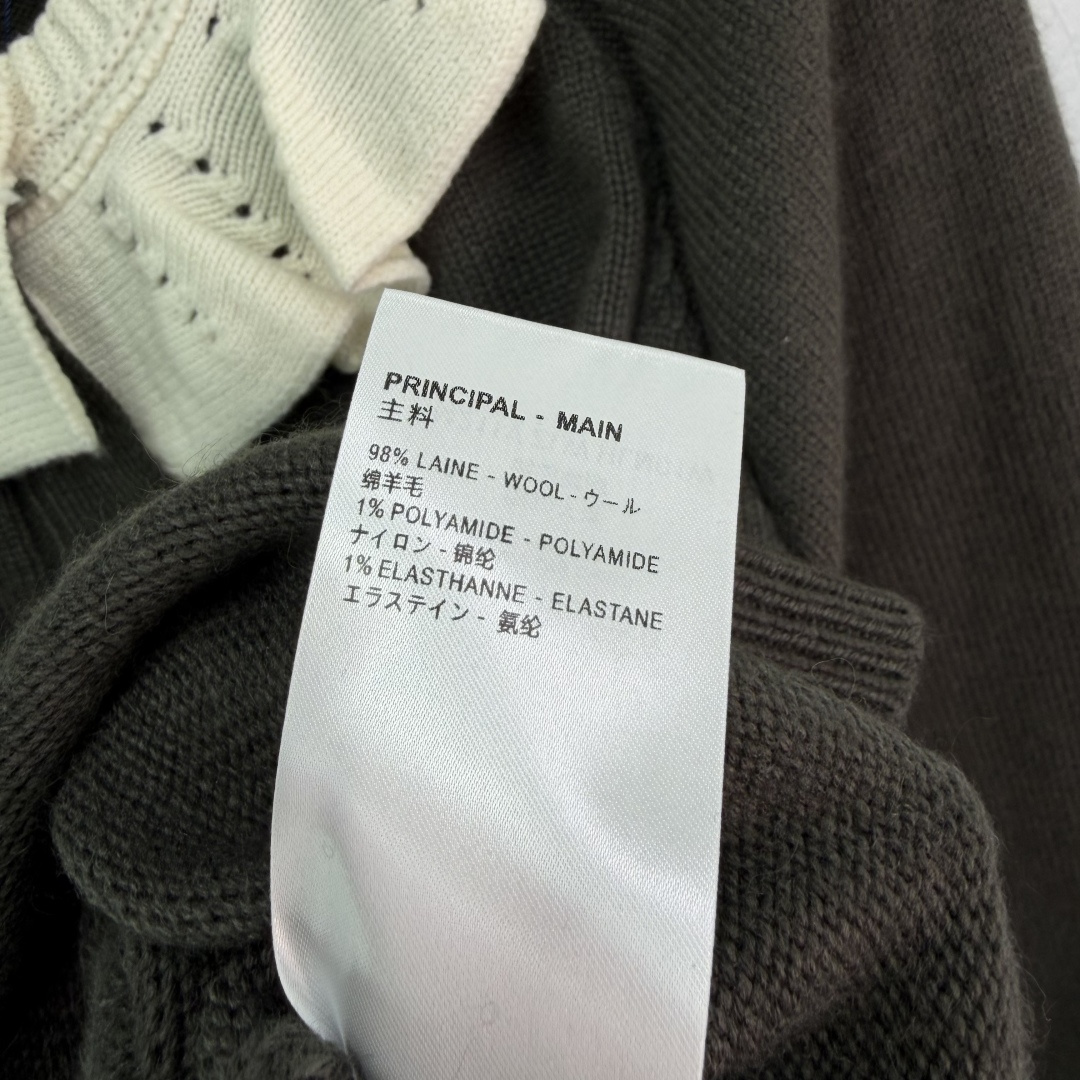 PRINCIPAL - MAIN
主料
98% LAINE - WOOL - ウール
绵羊毛
1% POLYAMIDE - POLYAMIDE
ナイロン - 锦纶
1% ELASTHANNE - ELASTANE
エラステイン - 氨纶